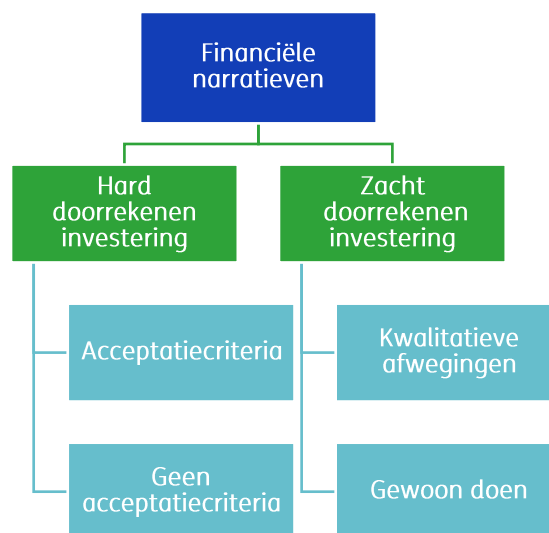 Financiële
narratieven
Hard
doorrekenen
investering
Zacht
doorrekenen
investering
Acceptatiecriteria
Kwalitatieve
afwegingen
Geen
acceptatiecriteria
Gewoon doen